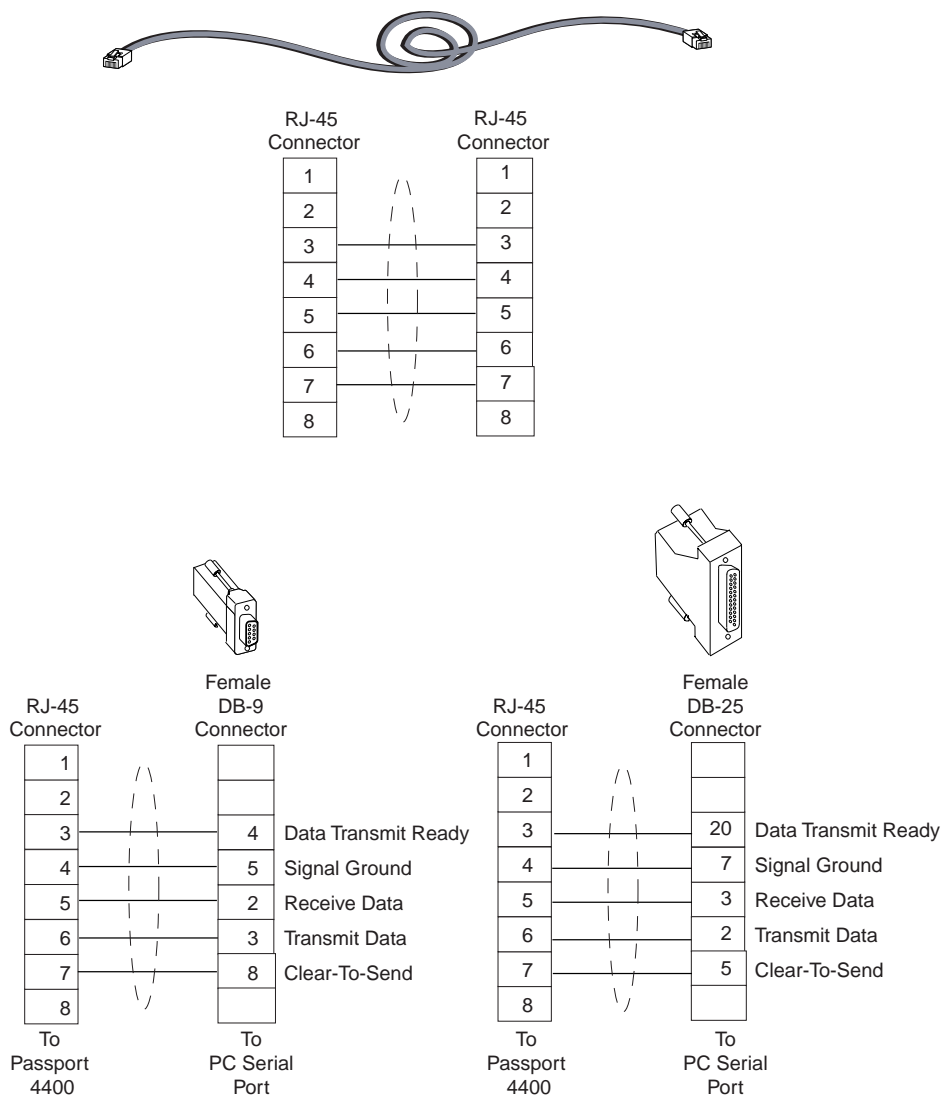 RJ-45 RJ-45
Connector Connector
1 1
2 2
3 3
4 4
5 5
6 6
7 7
8 8
Female Female
RJ-45 DB-9 RJ-45 DB-25
Connector Connector Connector Connector
1 1
2 2
3 4 Data Transmit Ready 3 20 Data Transmit Ready
4 5 Signal Ground 4 7 Signal Ground
5 2 Receive Data 5 3 Receive Data
6 3 Transmit Data 6 2 Transmit Data
7 8 Clear-To-Send 7 5 Clear-To-Send
8 8
To To To To
Passport PC Serial Passport PC Serial
4400 Port 4400 Port